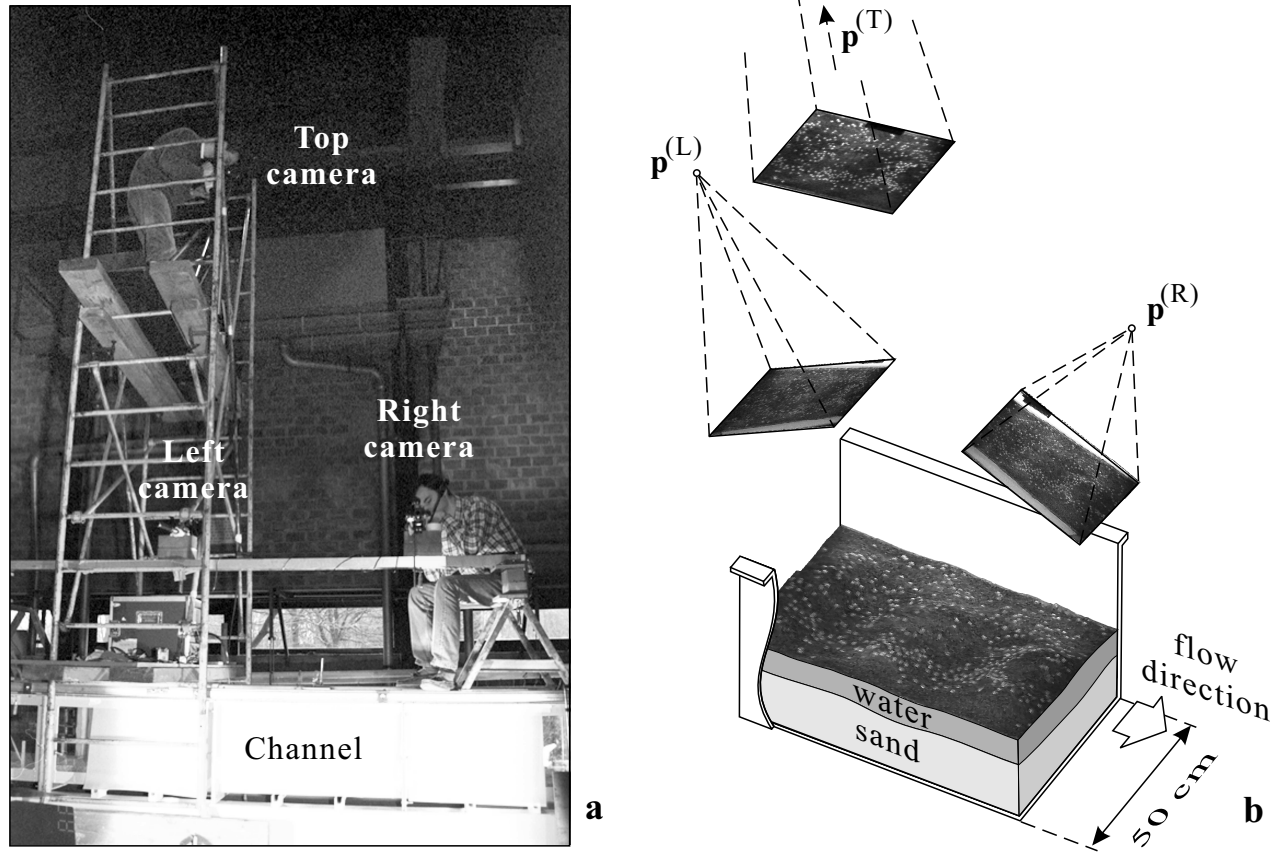 Top
camera
Right
camera
Left
camera
Channel
a
p(T)
p(L)
p(R)
water
sand
flow
direction
50 cm
b